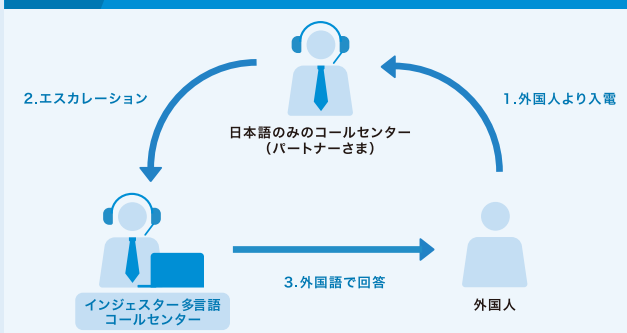 1.外国人より入電
2.エスカレーション
日本語のみのコールセンター
（パートナーさま）
インジェスター多言語
コールセンター
3.外国語で回答
外国人